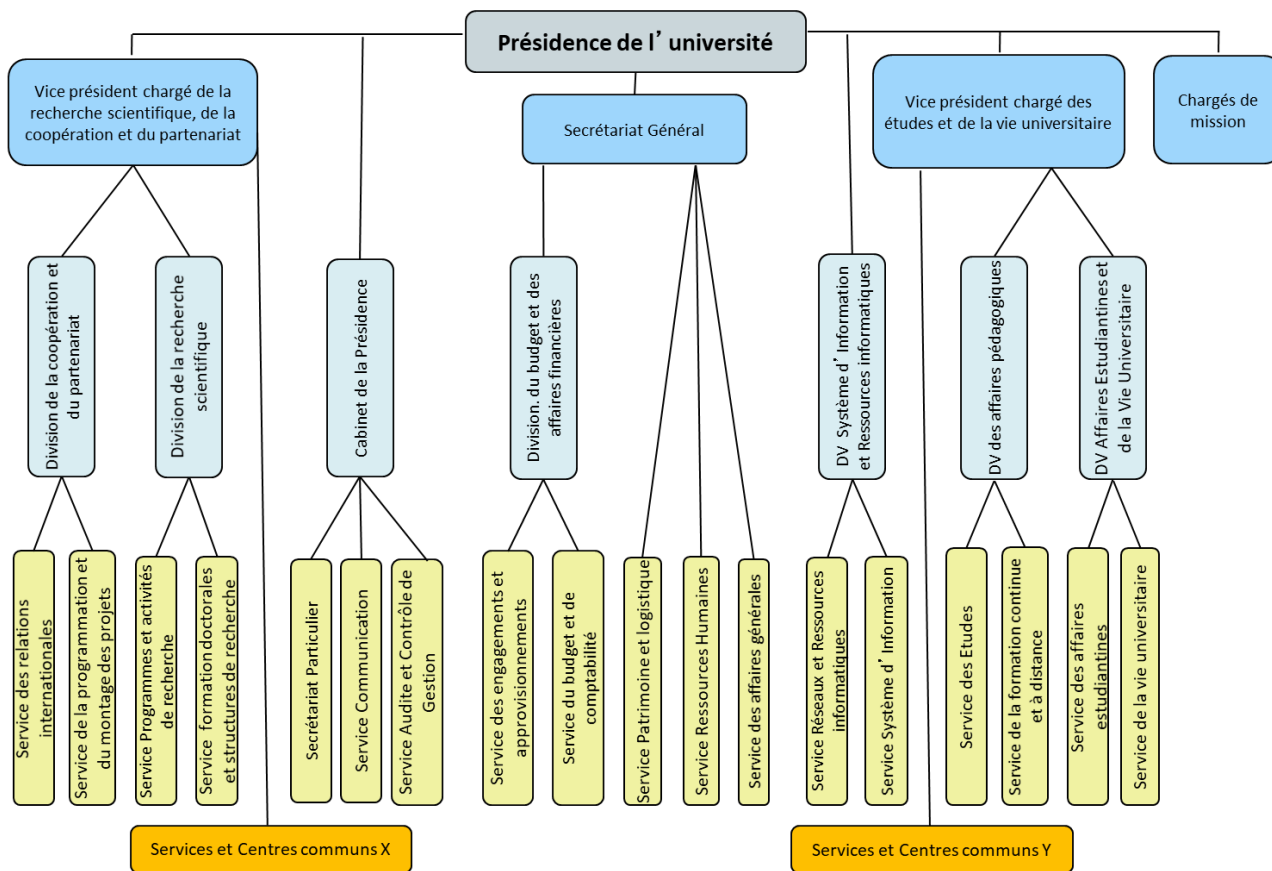 Présidence de l’ université
Vice président chargé de la
recherche scientifique, de la
coopération et du partenariat
Secrétariat Général
Vice président chargé des
études et de la vie universitaire
Chargés de
mission
Division de la coopération et
du partenariat
Division de la recherche
scientifique
Cabinet de la Présidence
Division. du budget et des
affaires financières
DV Système d’ Information
et Ressources informatiques
DV des affaires pédagogiques
DV Affaires Estudiantines et
de la Vie Universitaire
Service des relations
internationales
Service de la programmation et
du montage des projets
Service Programmes et activités
de recherche
Service formation doctorales
et structures de recherche
Secrétariat Particulier
Service Communication
Service Audite et Contrôle de
Gestion
Service des engagements et
approvisionnements
Service du budget et de
comptabilité
Service Patrimoine et logistique
Service Ressources Humaines
Service des affaires générales
Service Réseaux et Ressources
informatiques
Service Système d’ Information
Service des Etudes
Service de la formation continue
et à distance
Service des affaires
estudiantines
Service de la vie universitaire
Services et Centres communs X
Services et Centres communs Y